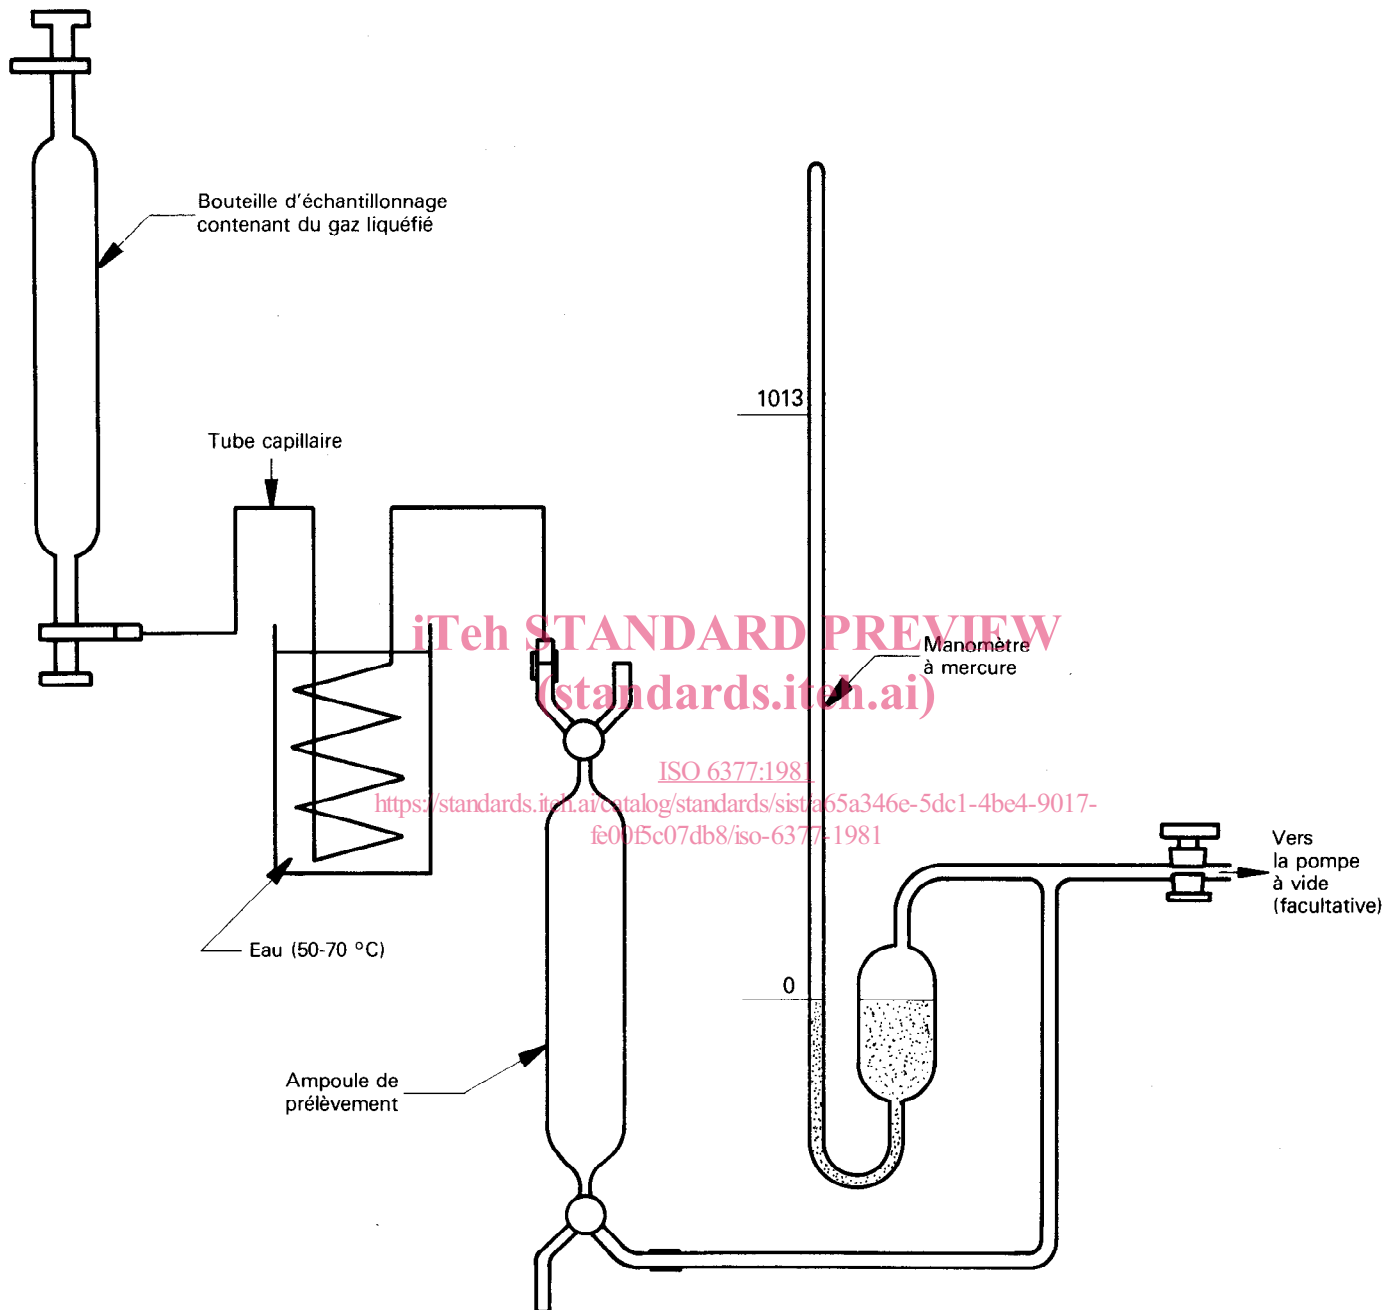 Bouteille d'échantillonnage
contenant du gaz liquéfié
1013
Tube capillaire
iTeh STANDARD PREVIEW
(standards.iteh.ai)
Manomètre
à mercure
ISO 6377:1981
https://standards.iteh.ai/catalog/standards/sist/a65a346e-5dc1-4be4-9017-
fe00f5c07db8/iso-6377-1981
Vers
la pompe
à vide
(facultative)
Eau (50-70 °C)
0
Ampoule de
prélèvement